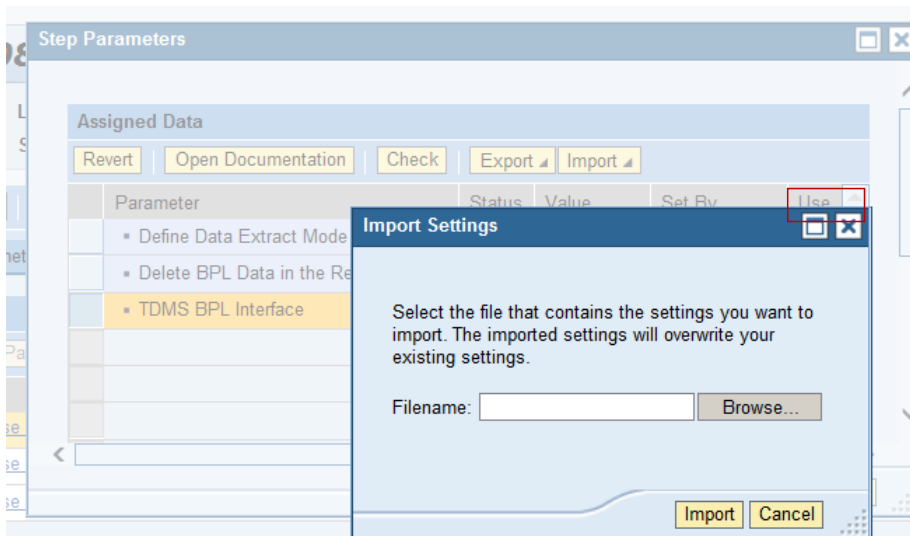 Step Parameters
Assigned Data
Revert Open Documentation Check Export Import
Parameter Status Value Set By Use
Define Data Extract Mode
Delete BPL Data in the Re
TDMS BPL Interface
Import Settings
Select the file that contains the settings you want to
import. The imported settings will overwrite your
existing settings.
Filename: Browse...
Import Cancel